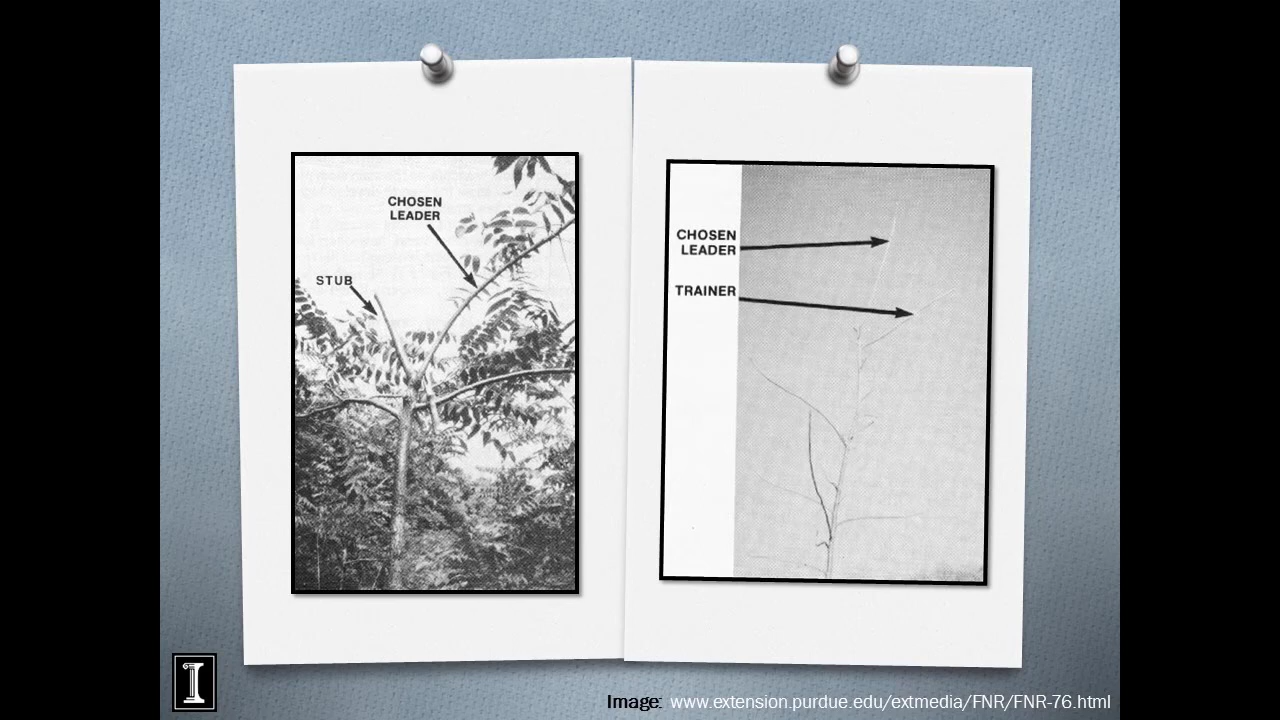 CHOSEN
LEADER
STUB
CHOSEN
LEADER
TRAINER
I
Image: www.extension.purdue.edu/extmedia/FNR/FNR-76.html